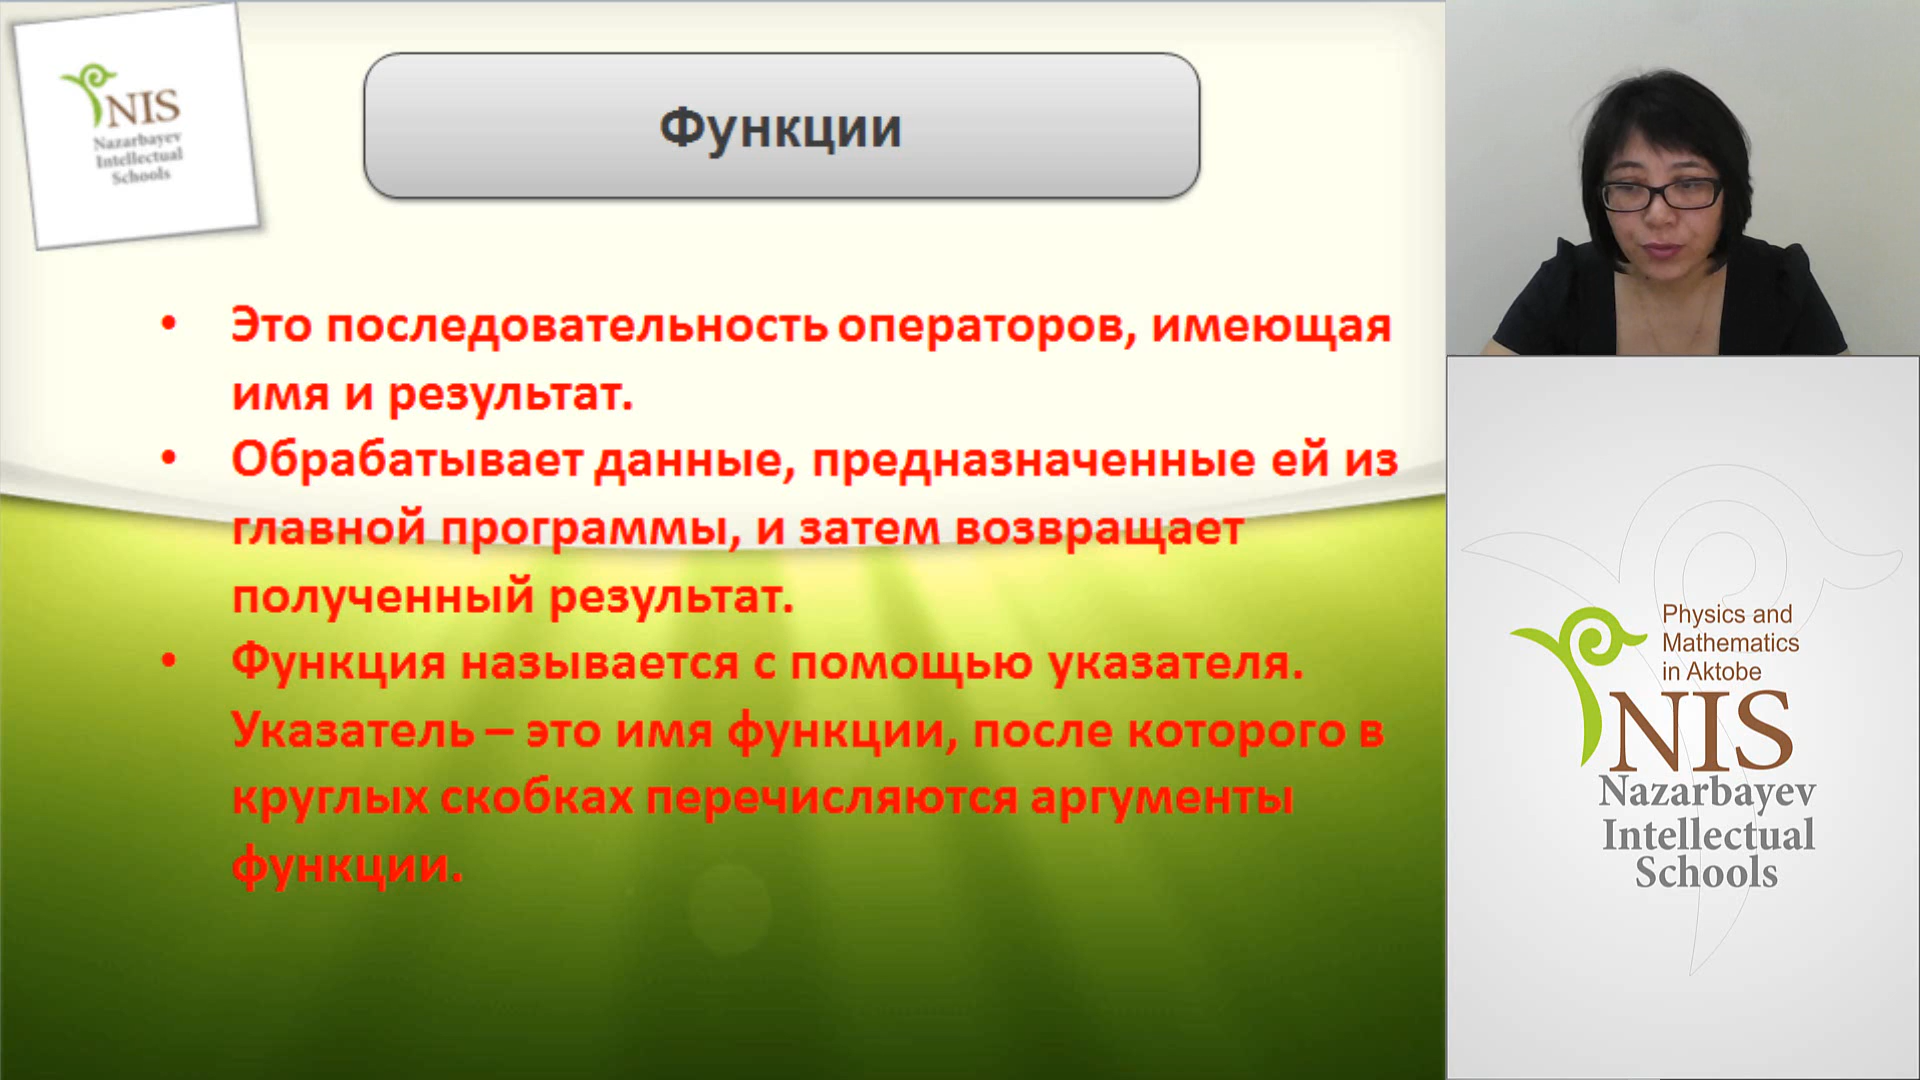 NIS
Nazarbayev
Intellectual
Schools
Функции
• Это последовательность операторов, имеющая
имя и результат.
• Обрабатывает данные, предназначенные ей из
главной программы, и затем возвращает
полученный результат.
• Функция называется с помощью указателя.
Указатель – это имя функции, после которого в
круглых скобках перечисляются аргументы
функции.
Physics and
Mathematics
in Aktobe
NIS
Nazarbayev
Intellectual
Schools